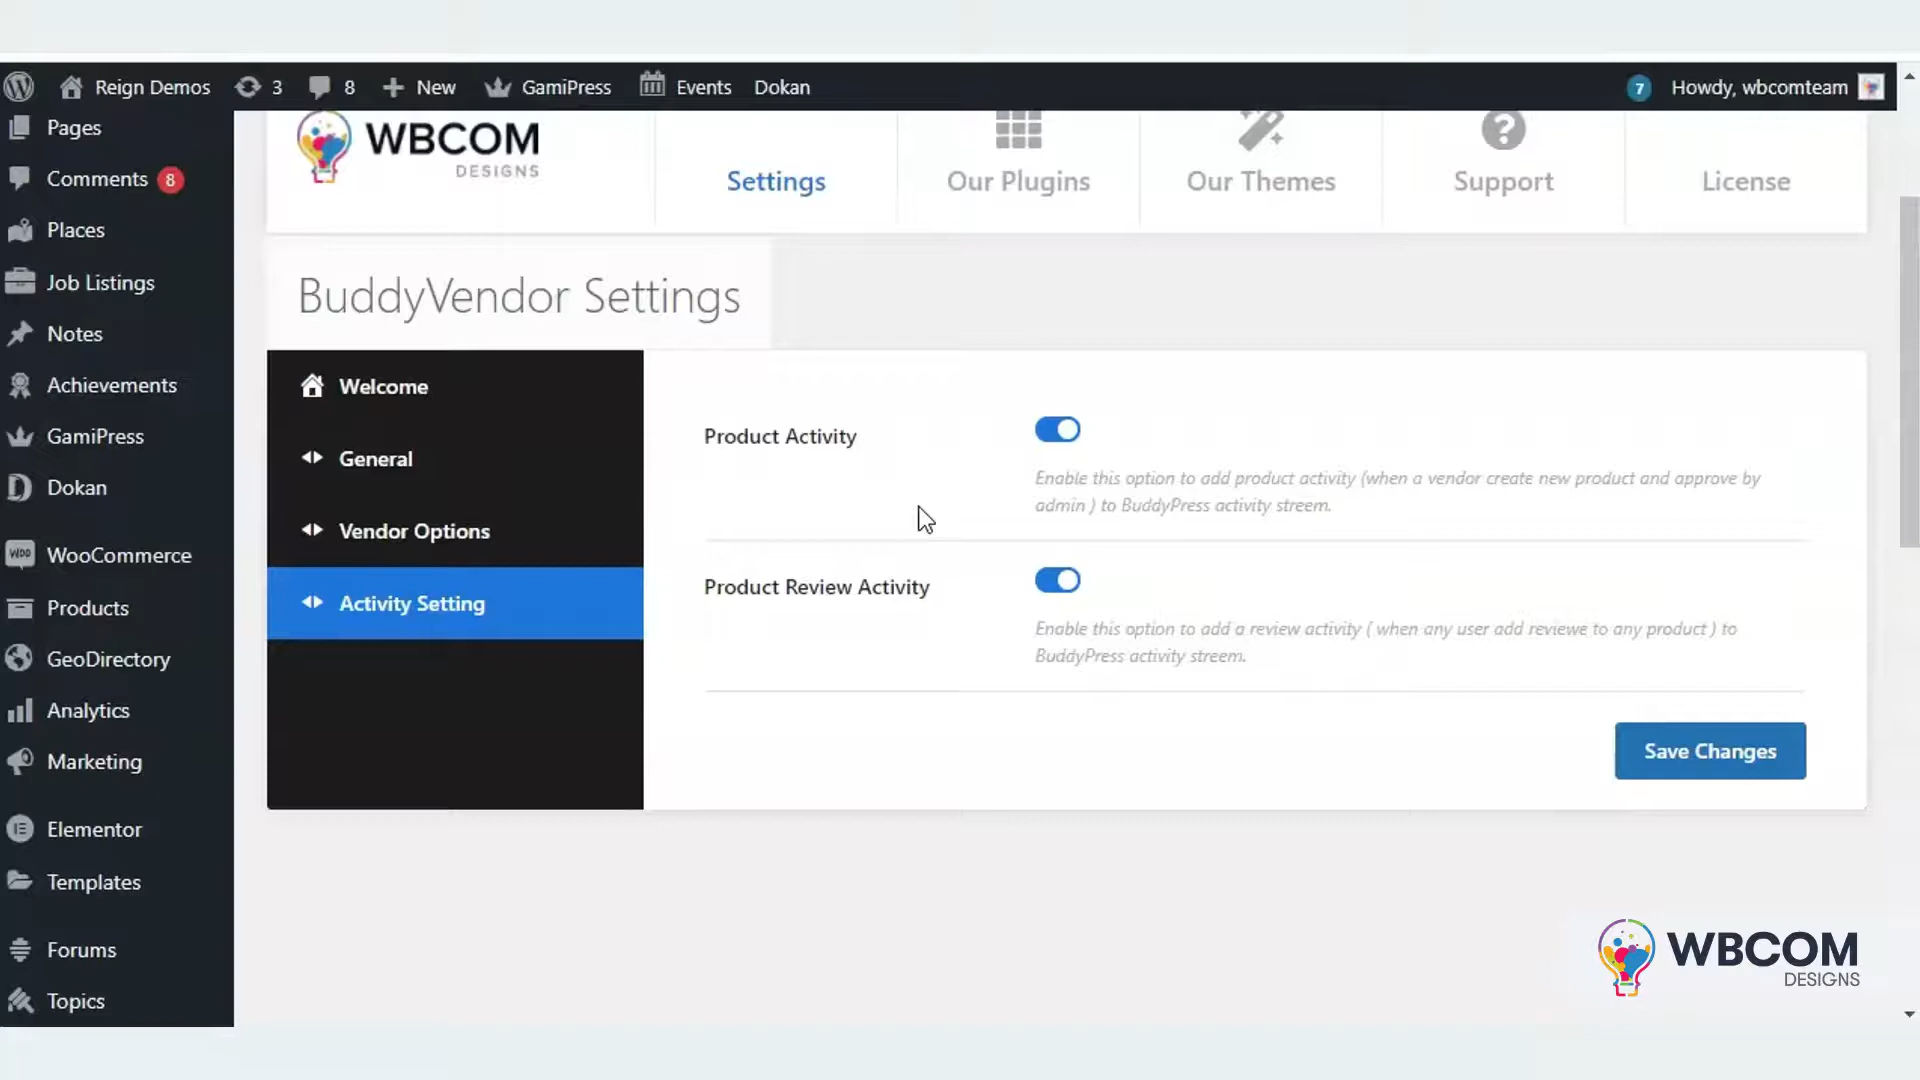 Reign Demos 3 8 New GamiPress Events Dokan 7 Howdy, wbcomteam
Pages
Comments 8
Places
Job Listings
Notes
Achievements
GamiPress
Dokan
WOO WooCommerce
Products
GeoDirectory
Analytics
Marketing
Elementor
Templates
Forums
Topics
WBCOM
DESIGNS
Settings Our Plugins Our Themes Support License
BuddyVendor Settings
Welcome
General
Vendor Options
Activity Setting
Product Activity
Enable this option to add product activity (when a vendor create new product and approve by
admin ) to BuddyPress activity streem.
Product Review Activity
Enable this option to add a review activity ( when any user add reviewe to any product ) to
BuddyPress activity streem.
Save Changes
WBCOM
DESIGNS